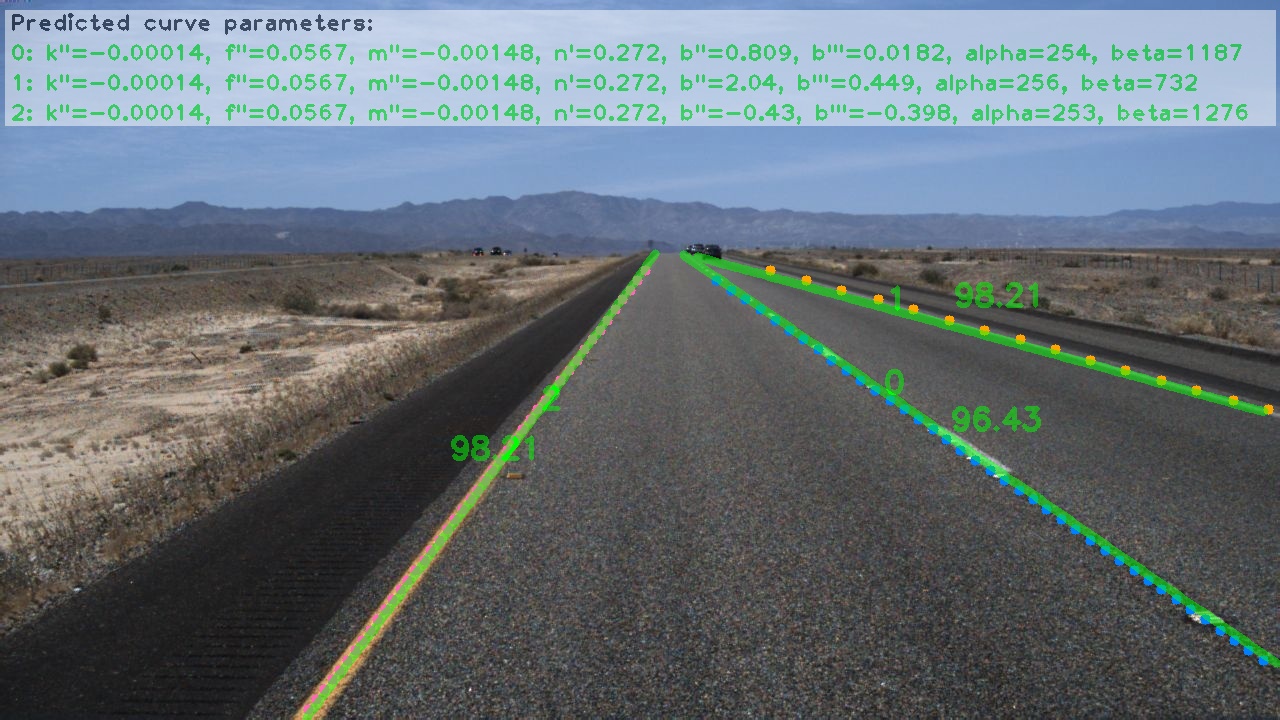 Predicted curve parameters:
0: k''=-0.00014, f''=0.0567, m''=-0.00148, n'=0.272, b''=0.809, b'''=0.0182, alpha=254, beta=1187
1: k''=-0.00014, f''=0.0567, m''=-0.00148, n'=0.272, b''=2.04, b'''=0.449, alpha=256, beta=732
2: k''=-0.00014, f''=0.0567, m''=-0.00148, n'=0.272, b''=-0.43, b'''=-0.398, alpha=253, beta=1276
1 98.21
0
2
96.43
98.21